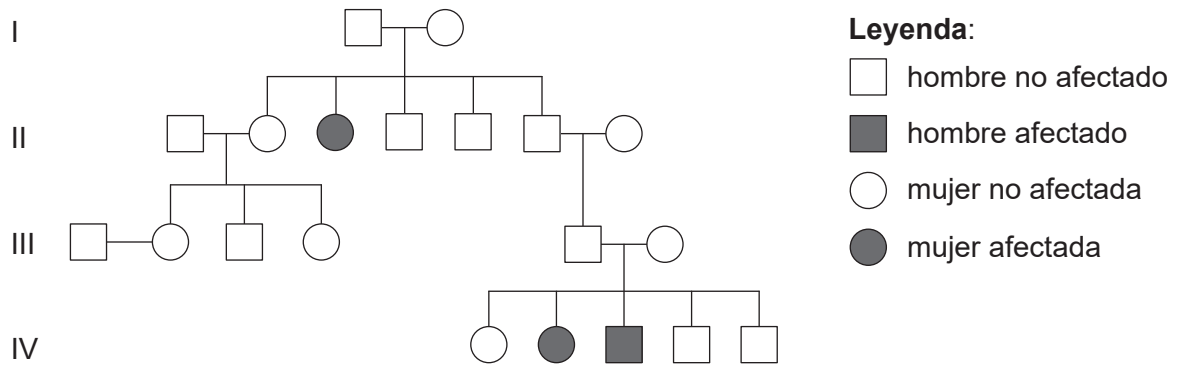 I
Leyenda:
hombre no afectado
II
hombre afectado
mujer no afectada
III
mujer afectada
IV